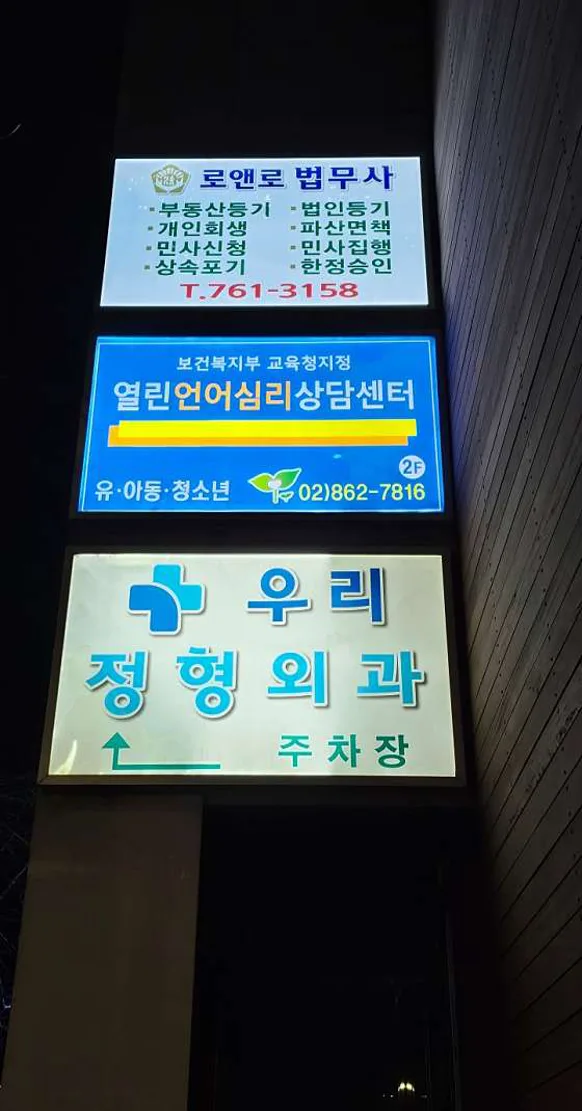 로앤로 법무사
▪부동산등기 ▪법인등기
▪개인회생 ▪파산면책
▪민사신청 ▪민사집행
▪상속포기 ▪한정승인
T.761-3158
보건복지부 교육청지정
열린언어심리상담센터
2F
유·아동·청소년 02)862-7816
우리
정형외과
주차장